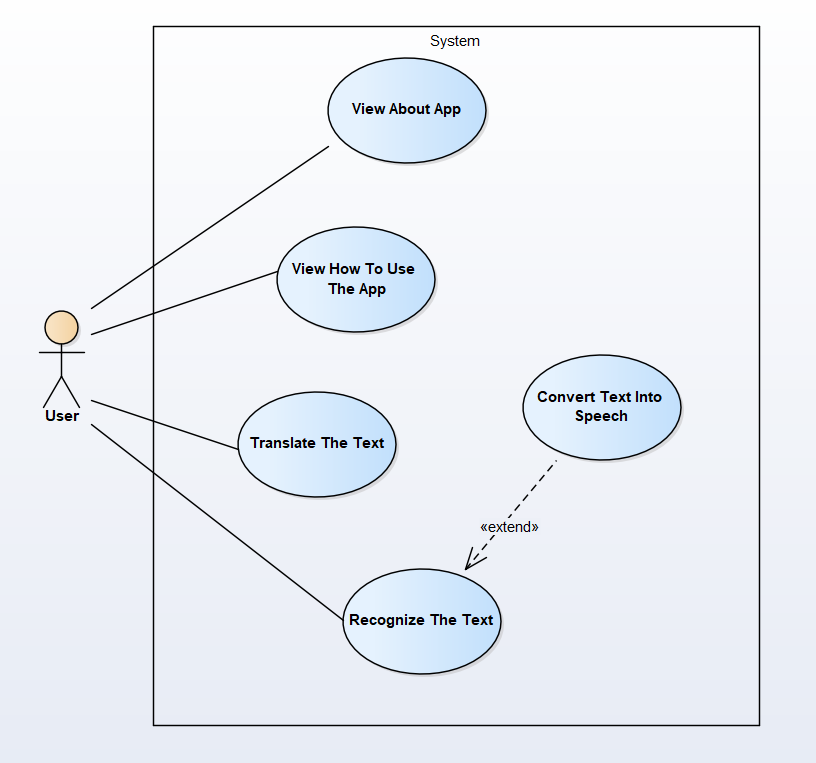 System
View About App
View How To Use
The App
User
Convert Text Into
Speech
Translate The Text
«extend»
Recognize The Text